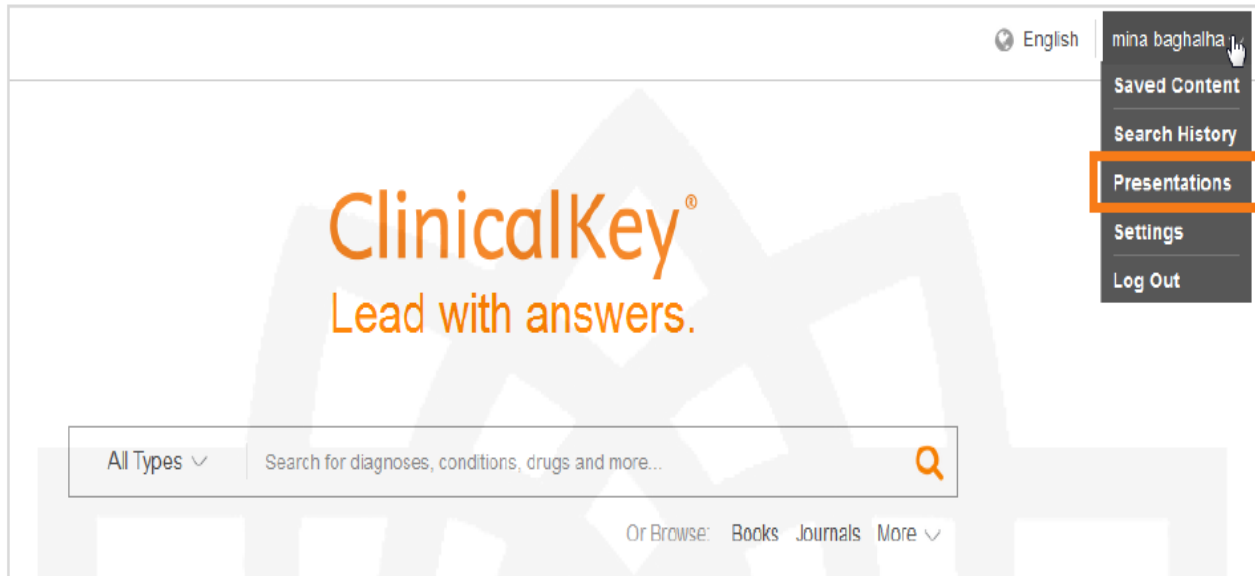 English
mina baghalha
Saved Content
Search History
Presentations
Settings
Log Out
ClinicalKey®
Lead with answers.
All Types
Search for diagnoses, conditions, drugs and more...
Or Browse: Books Journals More